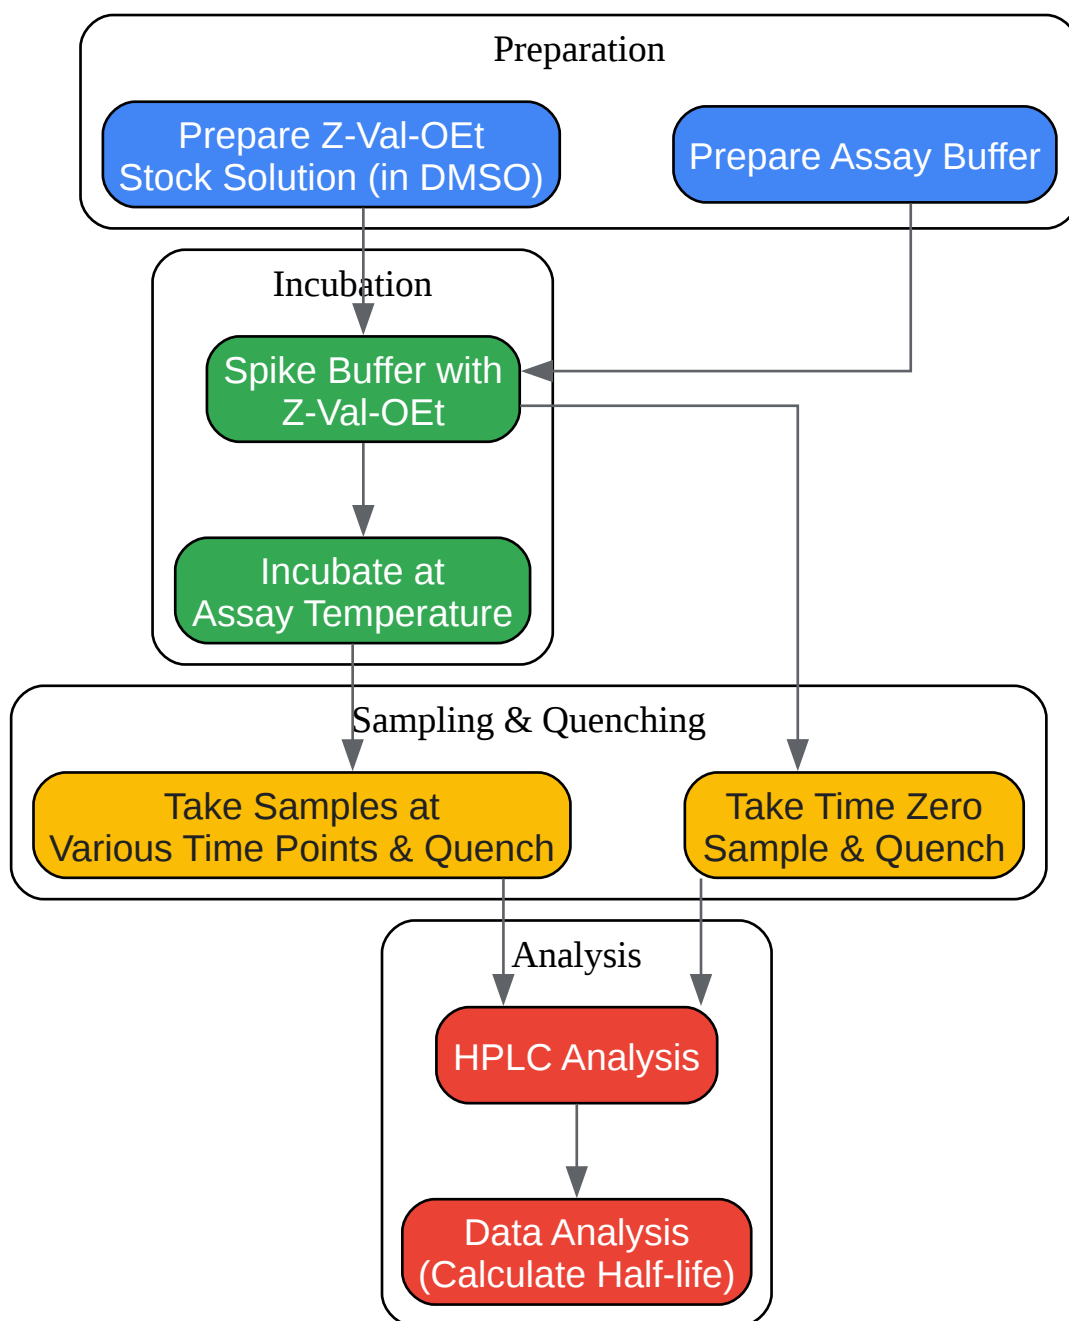 Preparation
Prepare Z-Val-OEt
Stock Solution (in DMSO)
Prepare Assay Buffer
Incubation
Spike Buffer with
Z-Val-OEt
Incubate at
Assay Temperature
Sampling & Quenching
Take Samples at
Various Time Points & Quench
Take Time Zero
Sample & Quench
Analysis
HPLC Analysis
Data Analysis
(Calculate Half-life)